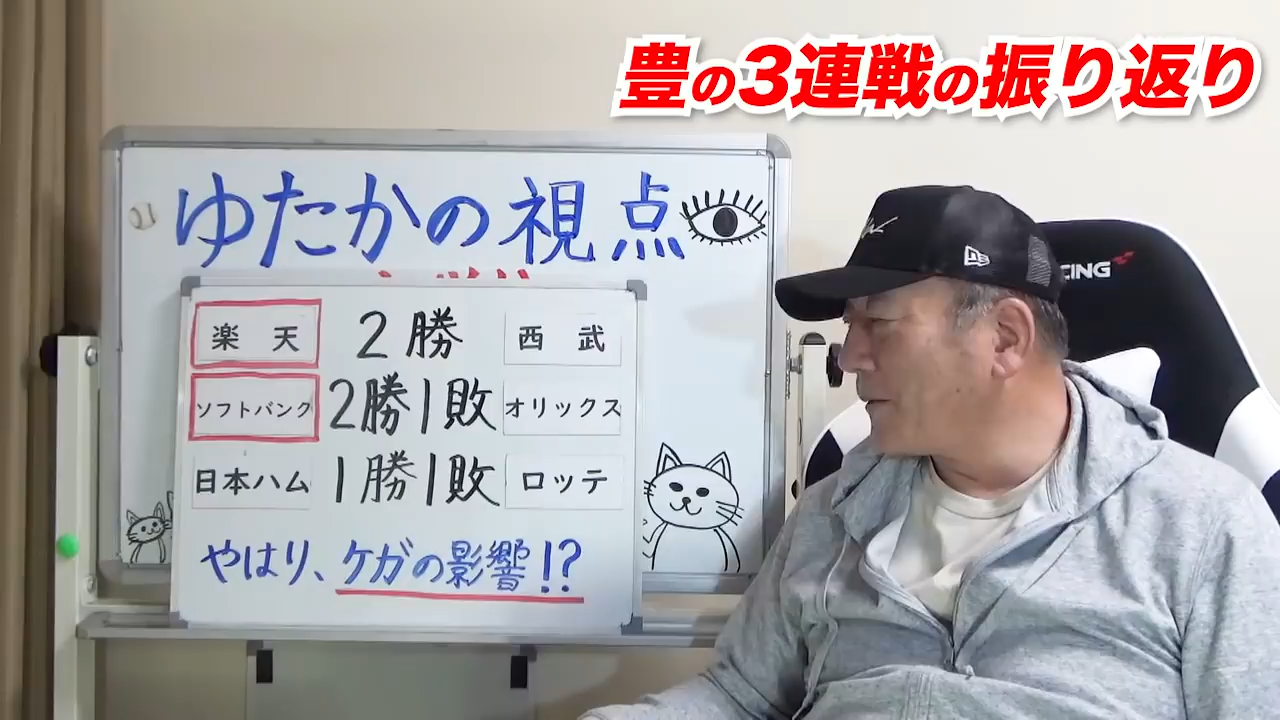 豊の3連戦の振り返り
ゆたかの視点
楽天 2勝 西武
ソフトバンク 2勝1敗 オリックス
日本ハム 1勝1敗 ロッテ
やはり、ケガの影響!?
CING